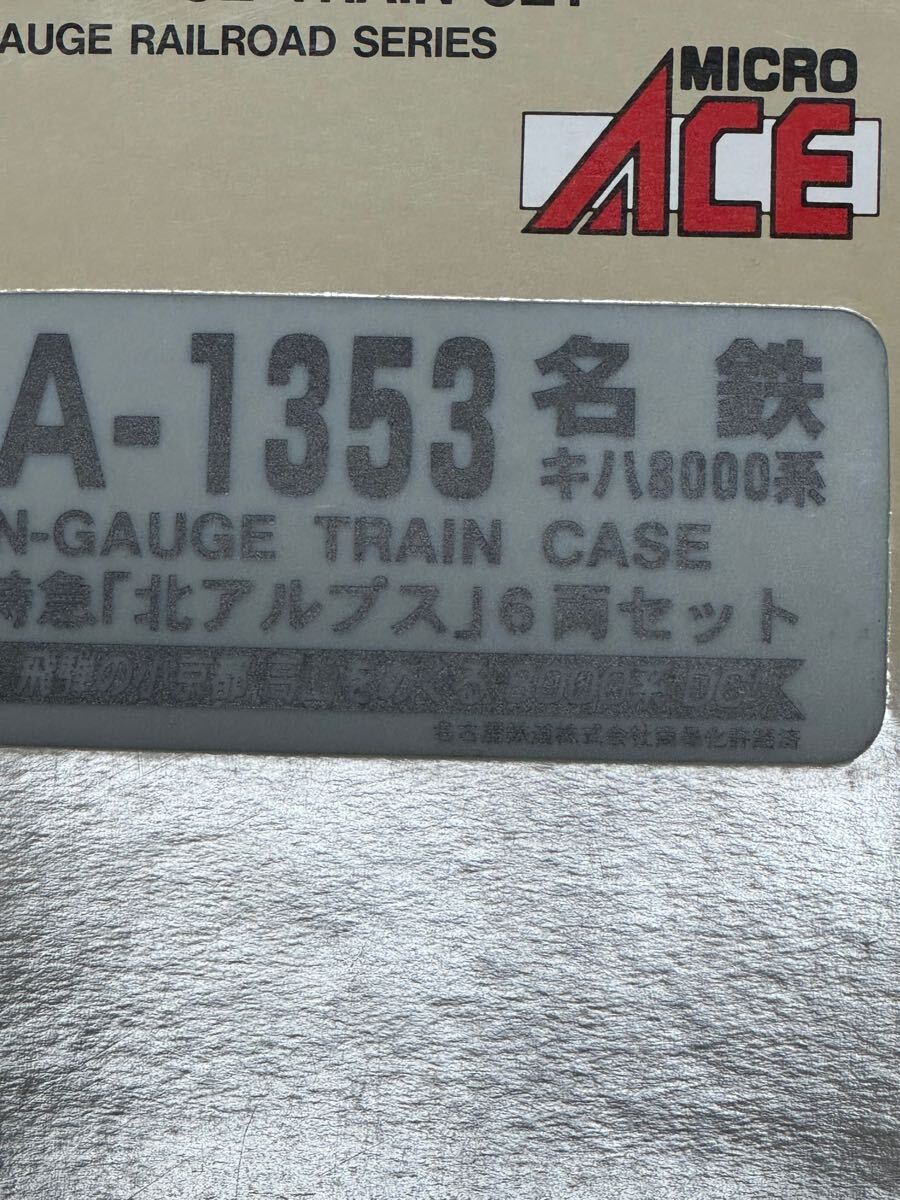 TRAIN SET
AUGE RAILROAD SERIES
MICRO
ACE
A-1353 名鉄
キハ8000系
N-GAUGE TRAIN CASE
特急「北アルプス」6両セット
飛騨の小京都 高山をめぐる 8000系 DC!
名古屋鉄道株式会社商品化許諾済